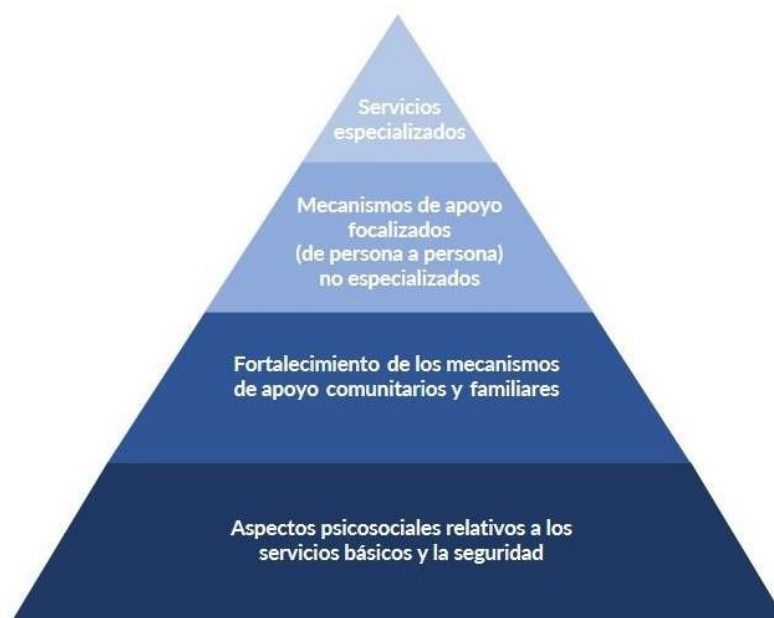 Servicios
especializados
Mecanismos de apoyo
focalizados
(de persona a persona)
no especializados
Fortalecimiento de los mecanismos
de apoyo comunitarios y familiares
Aspectos psicosociales relativos a los
servicios básicos y la seguridad